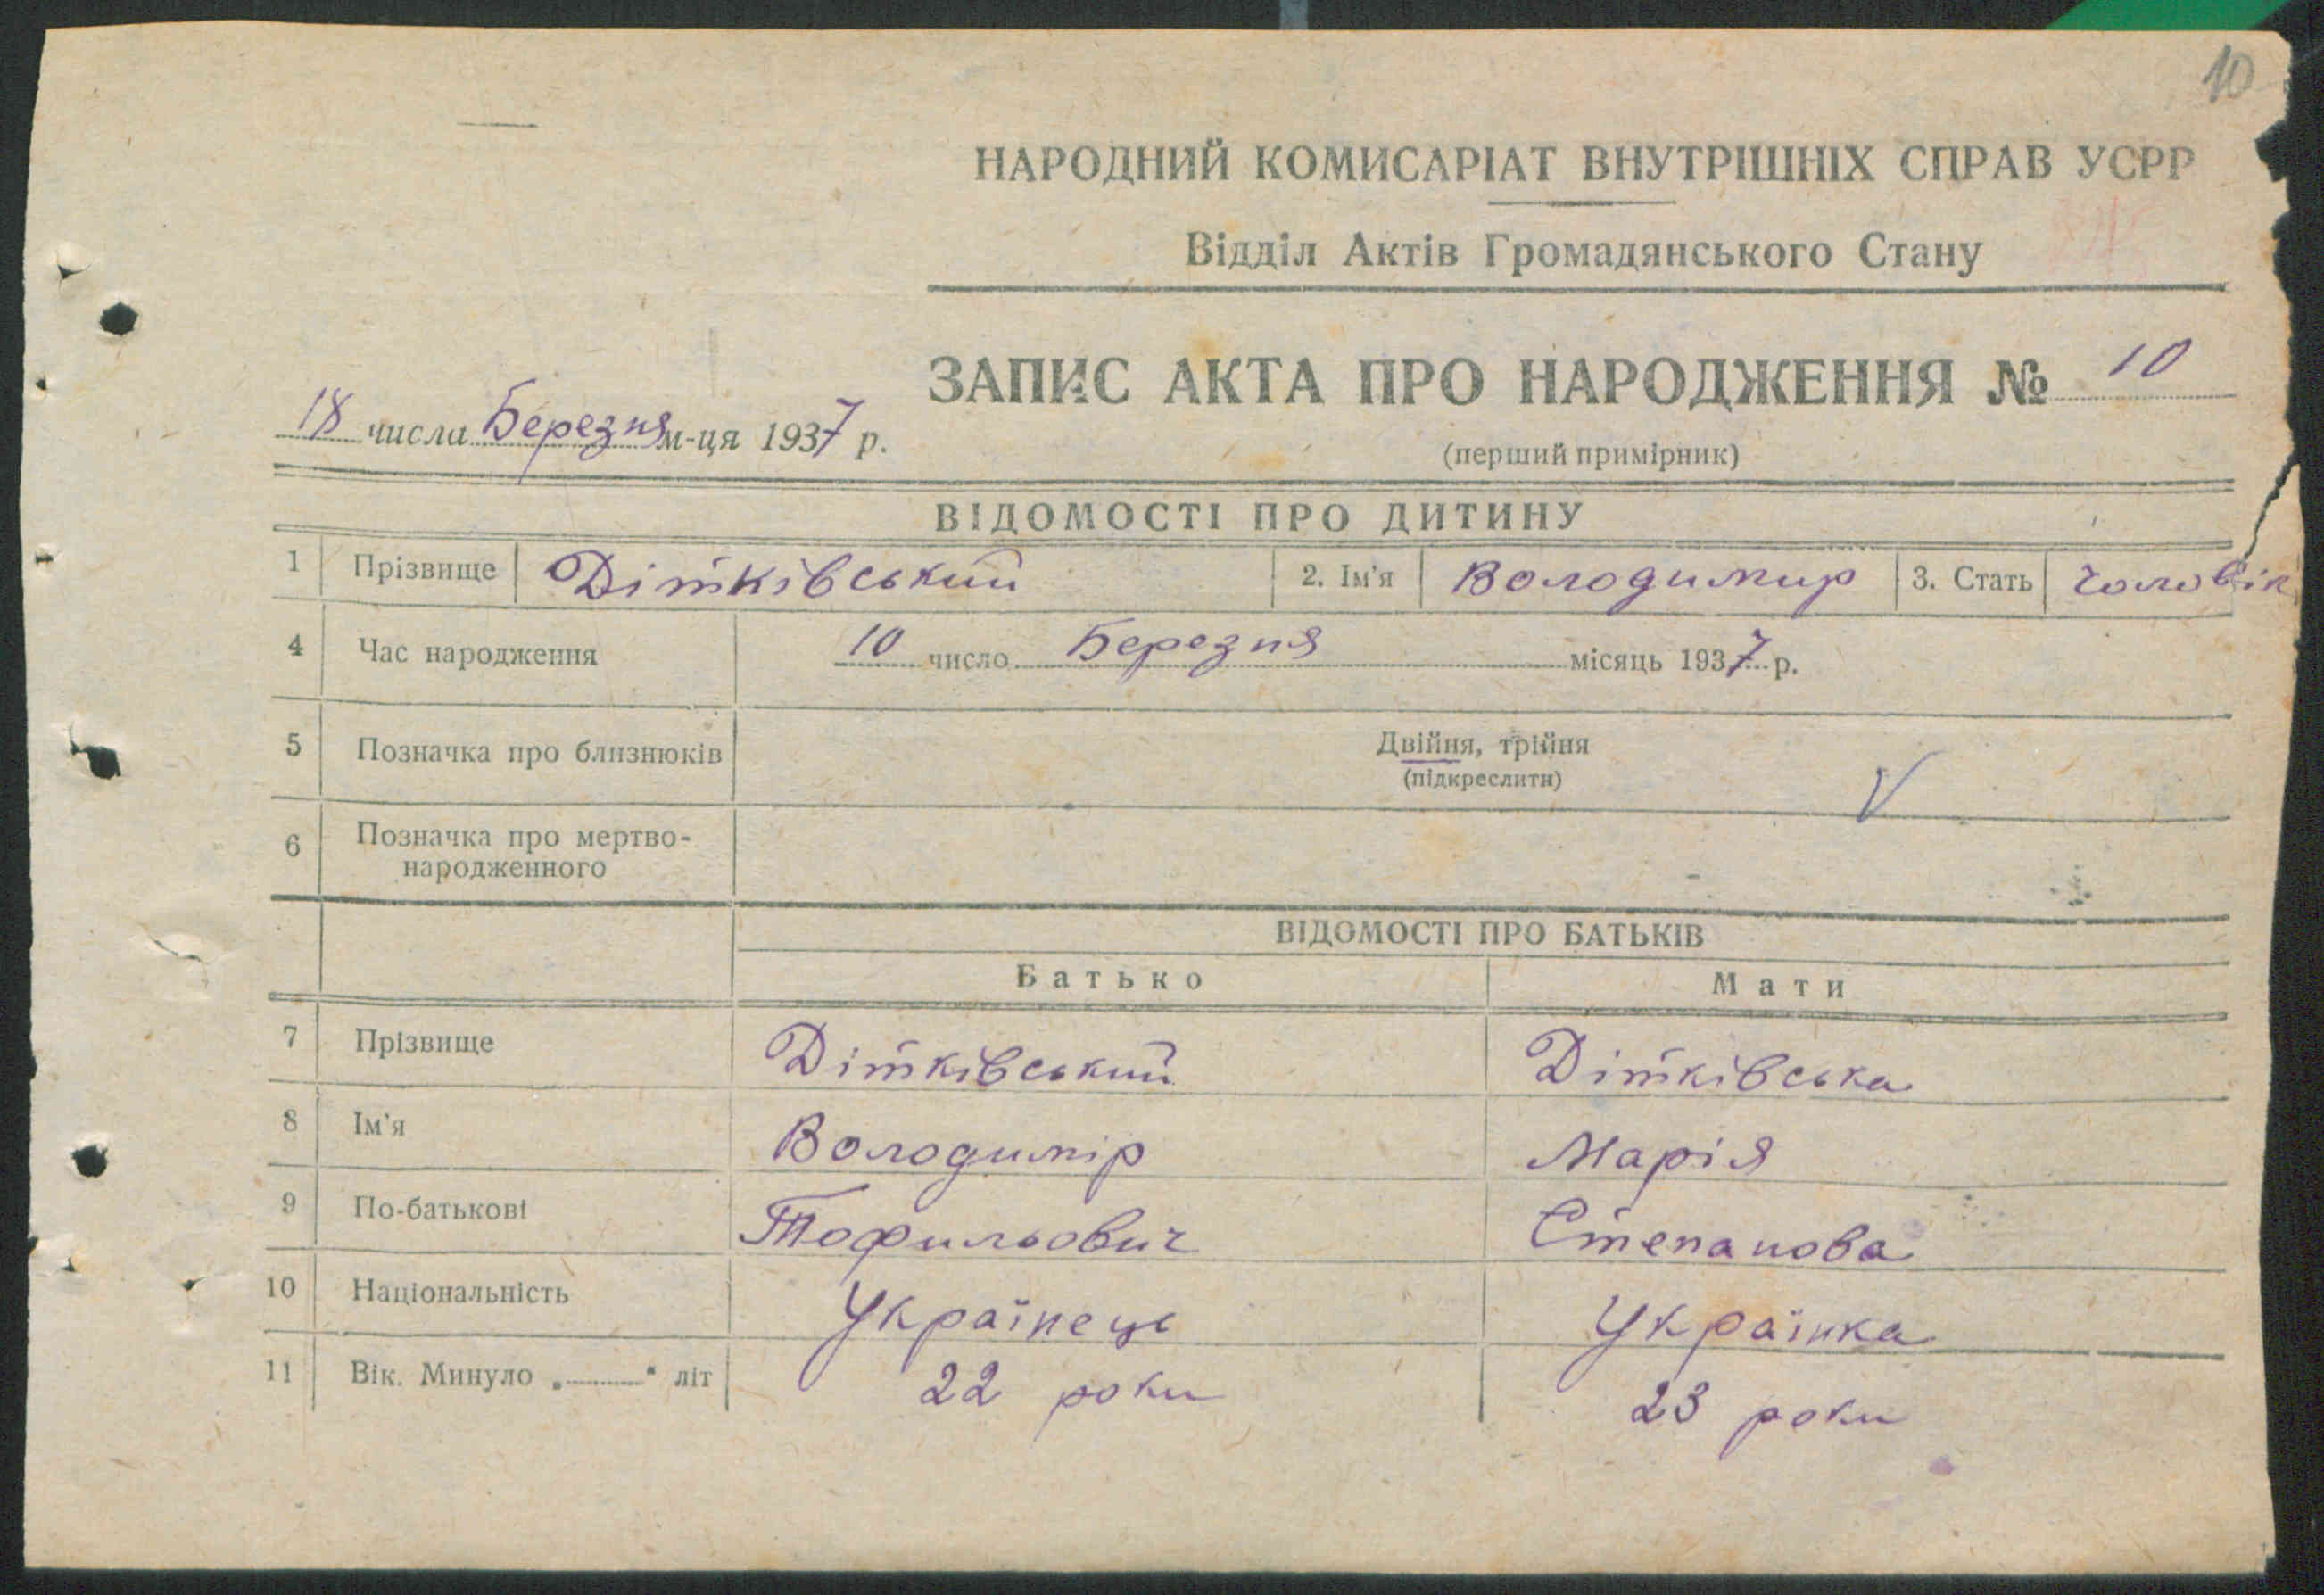 10
НАРОДНИЙ КОМИСАРІАТ ВНУТРІШНІХ СПРАВ УСРР
Відділ Актів Громадянського Стану
ЗАПИС АКТА ПРО НАРОДЖЕННЯ № 10
18 числа Березня м-ця 1937 р.
(перший примірник)
ВІДОМОСТІ ПРО ДИТИНУ
1 Прізвище Дітківський 2. Ім'я Володимир 3. Стать Чоловік
4 Час народження 10 число Березня місяць 1937 р.
5 Позначка про близнюків Двійня, трійня
(підкреслити)
6 Позначка про мертво-
народженного
ВІДОМОСТІ ПРО БАТЬКІВ
Батько Мати
7 Прізвище Дітківський Дітківська
8 Ім'я Володимір Марія
9 По-батькові Тофильович Степанова
10 Національність Українець Українка
11 Вік. Минуло „ “ літ 22 роки 23 роки